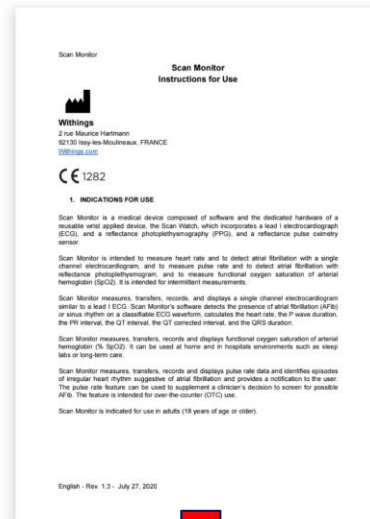 Scan Monitor
Scan Monitor
Instructions for Use
Withings
2 rue Maurice Hartmann
92130 Issy-les-Moulineaux, FRANCE
Withings.com
CE 1282
1. INDICATIONS FOR USE
Scan Monitor is a medical device composed of software and the dedicated hardware of a
reusable wrist applied device, the Scan Watch, which incorporates a lead I electrocardiograph
(ECG), and a reflectance photoplethysmography (PPG), and a reflectance pulse oximetry
sensor.
Scan Monitor is intended to measure heart rate and to detect atrial fibrillation with a single
channel electrocardiogram, and to measure pulse rate and to detect atrial fibrillation with
reflectance photoplethysmogram, and to measure functional oxygen saturation of arterial
hemoglobin (SpO2). It is intended for intermittent measurements.
Scan Monitor measures, transfers, records, and displays a single channel electrocardiogram
similar to a lead I ECG. Scan Monitor's software detects the presence of atrial fibrillation (AFib)
or sinus rhythm on a classifiable ECG waveform, calculates the heart rate, the P wave duration,
the PR interval, the QT interval, the QT corrected interval, and the QRS duration.
Scan Monitor measures, transfers, records and displays functional oxygen saturation of arterial
hemoglobin (% SpO2). It can be used at home and in hospitals environments such as sleep
labs or long-term care.
Scan Monitor measures, transfers, records and displays pulse rate data and identifies episodes
of irregular heart rhythm suggestive of atrial fibrillation and provides a notification to the user.
The pulse rate feature can be used to supplement a clinician's decision to screen for possible
AFib. The feature is intended for over-the-counter (OTC) use.
Scan Monitor is indicated for use in adults (18 years of age or older).
English - Rev. 1.3 - July 27, 2020